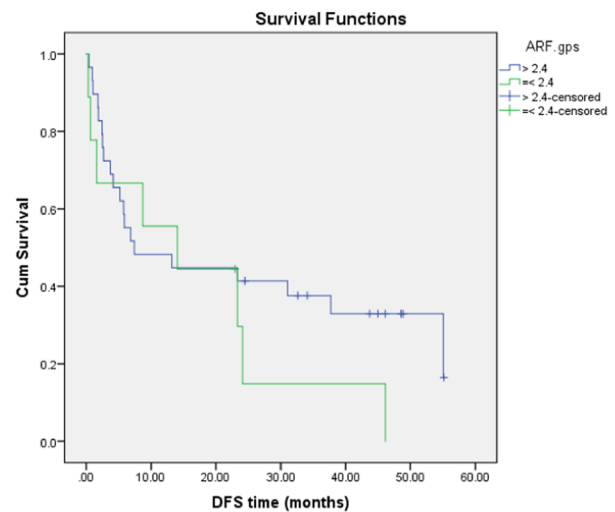 Survival Functions
ARF.gps
> 2.4
=< 2.4
> 2.4-censored
=< 2.4-censored
Cum Survival
1.0
0.8
0.6
0.4
0.2
0.0
.00 10.00 20.00 30.00 40.00 50.00 60.00
DFS time (months)